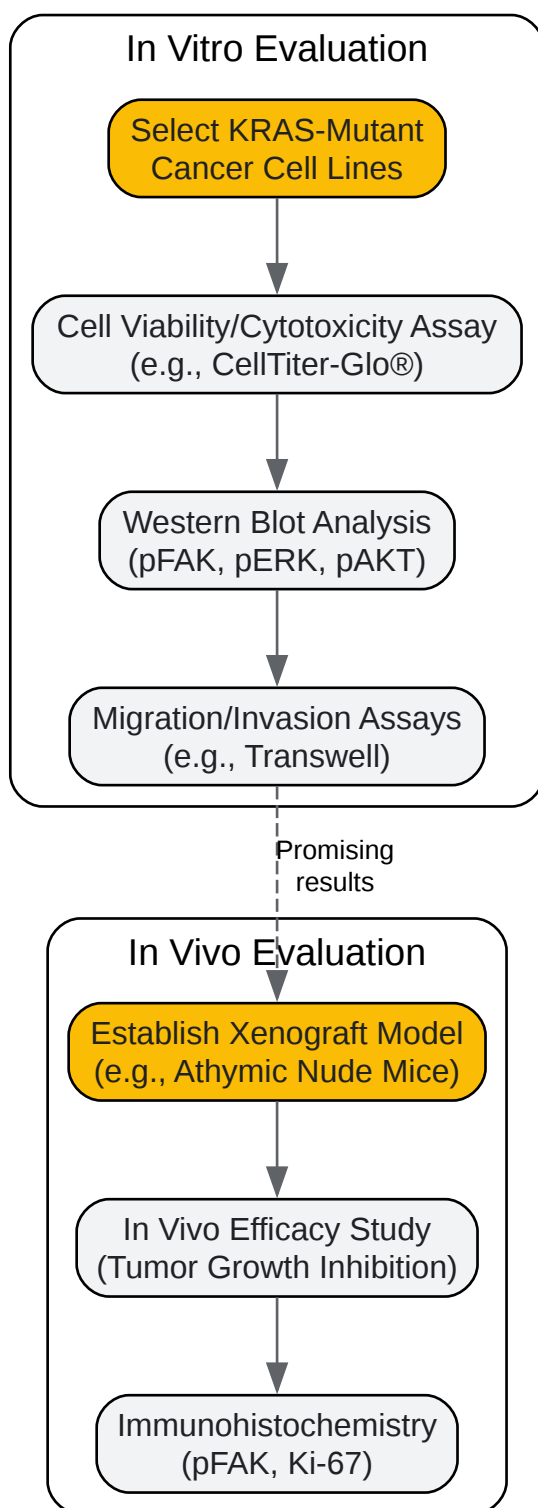 In Vitro Evaluation
Select KRAS-Mutant
Cancer Cell Lines
Cell Viability/Cytotoxicity Assay
(e.g., CellTiter-Glo®)
Western Blot Analysis
(pFAK, pERK, pAKT)
Migration/Invasion Assays
(e.g., Transwell)
Promising
results
In Vivo Evaluation
Establish Xenograft Model
(e.g., Athymic Nude Mice)
In Vivo Efficacy Study
(Tumor Growth Inhibition)
Immunohistochemistry
(pFAK, Ki-67)